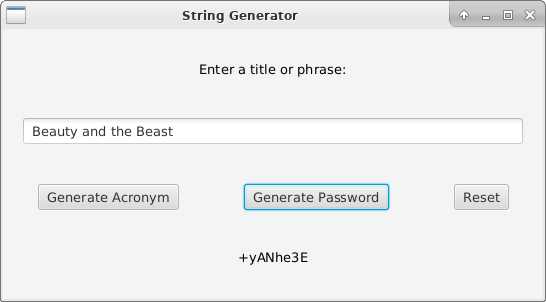 String Generator
Enter a title or phrase:
Beauty and the Beast
Generate Acronym
Generate Password
Reset
+yANhe3E